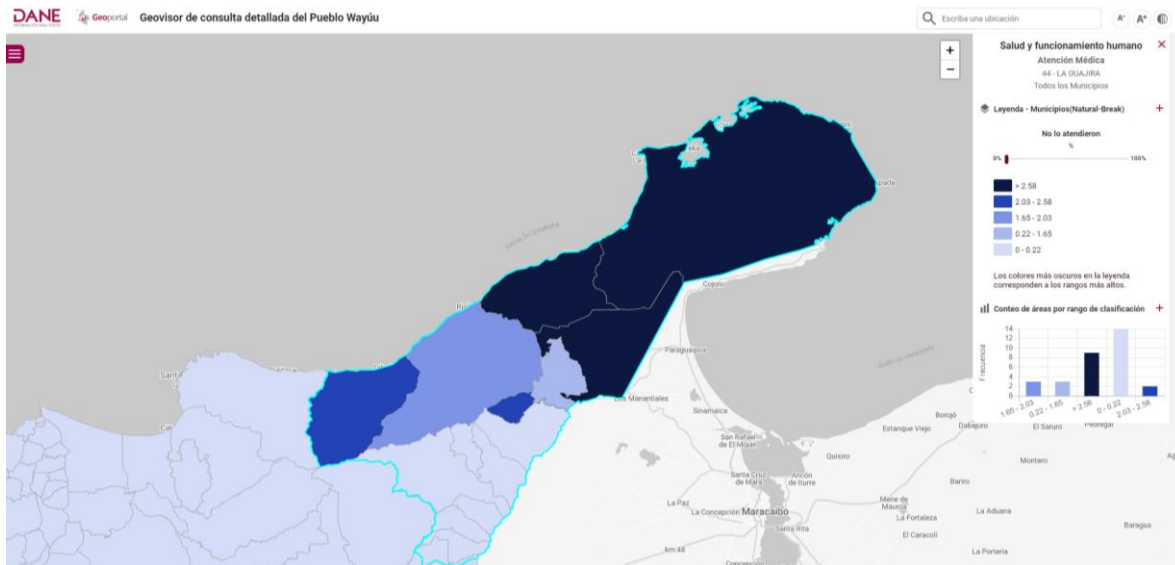 DANE
Geoportal
Geovisor de consulta detallada del Pueblo Wayúu
Escriba una ubicación
A-
A+
+
−
Salud y funcionamiento humano
Atención Médica
44 - LA GUAJIRA
Todos los Municipios
Leyenda - Municipios(Natural-Break)
+
No lo atendieron
%
0%
100%
> 2.58
2.03 - 2.58
1.65 - 2.03
0.22 - 1.65
0 - 0.22
Los colores más oscuros en la leyenda
corresponden a los rangos más altos.
Conteo de áreas por rango de clasificación
+
Frecuencia
14
12
10
8
6
4
2
0
1.65 - 2.03
0.22 - 1.65
> 2.58
0 - 0.22
2.03 - 2.58
Cojoro
Paraguaipoa
Los Manantiales
Sinamaica
San Rafael
de El Moján
Santa Cruz
de Mara
Ancón
de Iturre
Quisiro
La Paz
La Concepción
Maracaibo
Santa Rita
km 48
Concepción
Estanque Viejo
Borojó
Dabajuro
El Saruro
Pedregal
Montero
Bariro
Mene de
Mauroa
La Fortaleza
El Caracolí
La Aduana
Baragua
La Portería